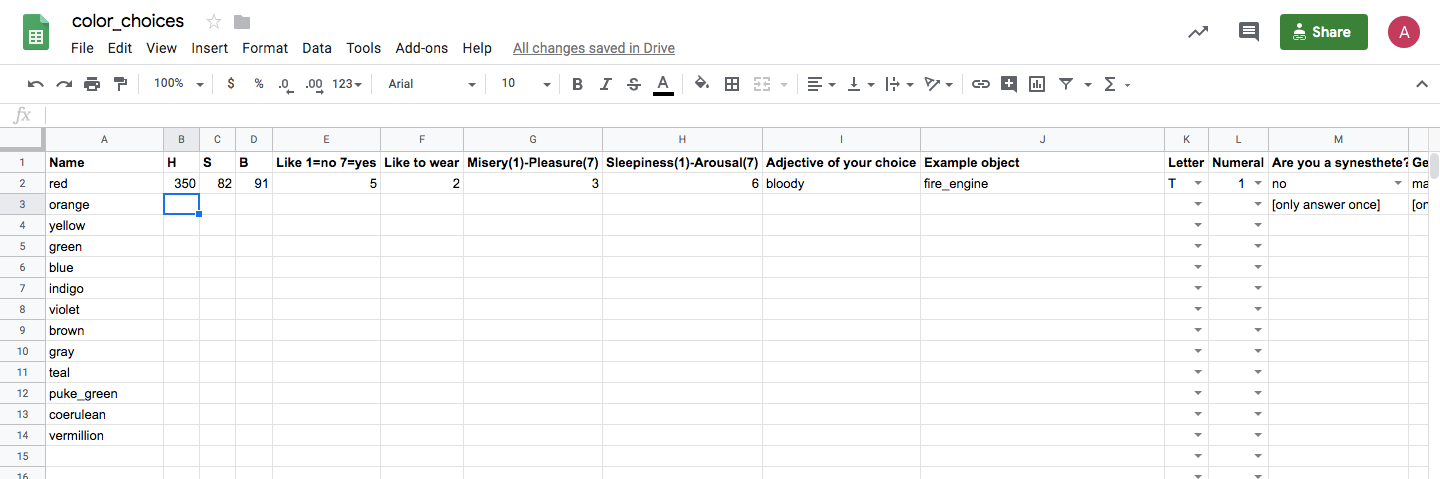 color_choices
File Edit View Insert Format Data Tools Add-ons Help All changes saved in Drive
Share
A
100% $ % .0 .00 123 Arial 10 B I S A Σ
fx
A B C D E F G H I J K L M
1 Name H S B Like 1=no 7=yes Like to wear Misery(1)-Pleasure(7) Sleepiness(1)-Arousal(7) Adjective of your choice Example object Letter Numeral Are you a synesthete? Ge
2 red 350 82 91 5 2 3 6 bloody fire_engine T 1 no ma
3 orange [only answer once] [on
4 yellow
5 green
6 blue
7 indigo
8 violet
9 brown
10 gray
11 teal
12 puke_green
13 coerulean
14 vermillion
15
16